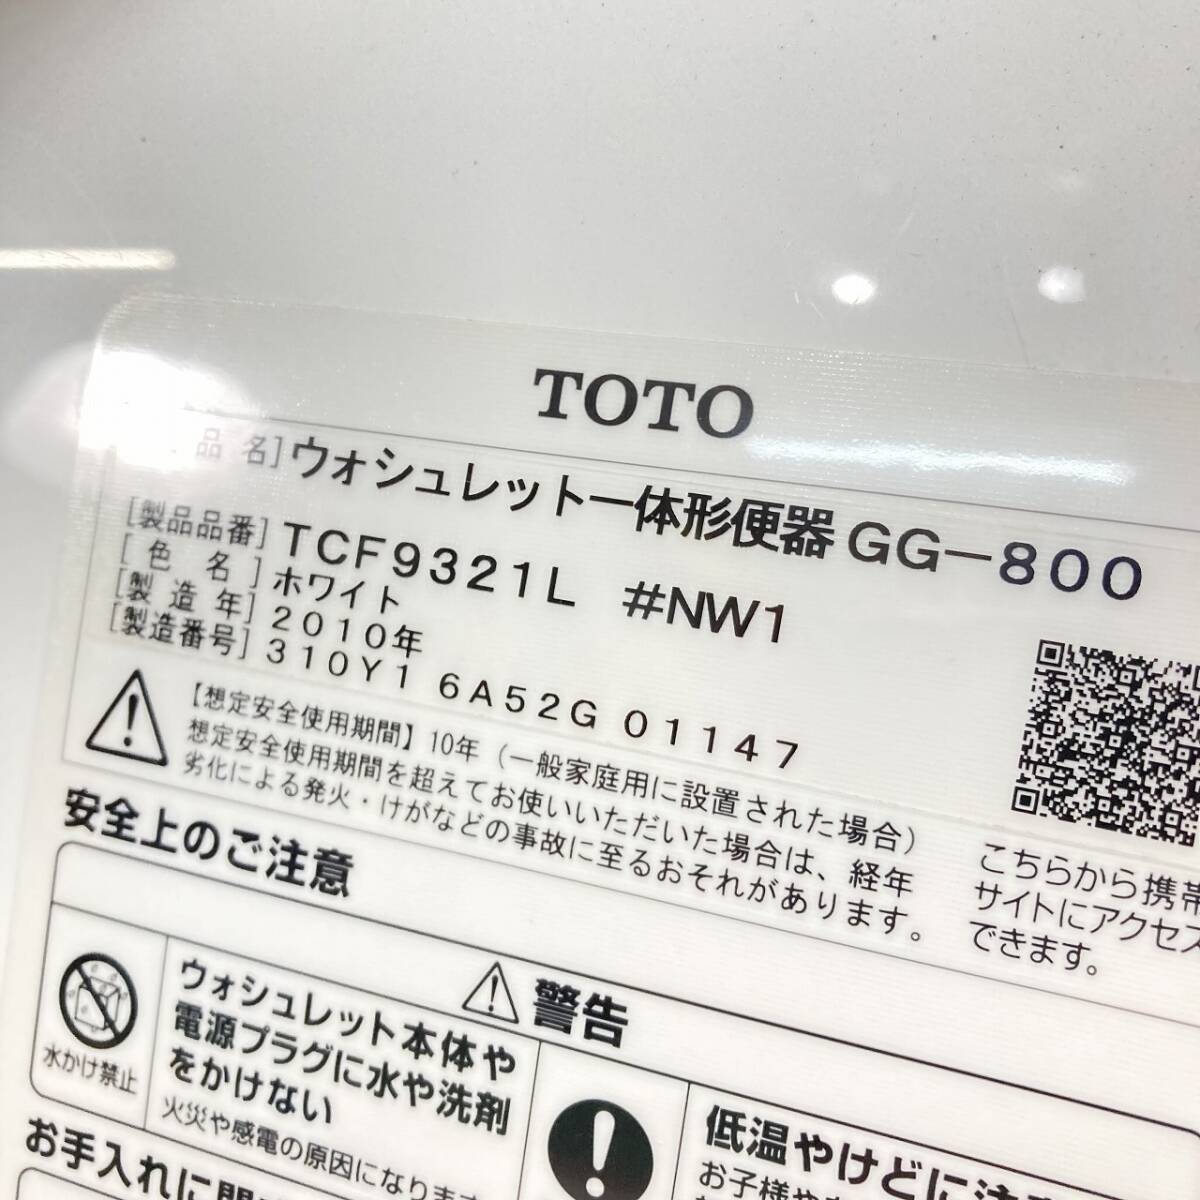 TOTO
品 名] ウォシュレット一体形便器 GG－800
[製品品番] TCF9321L #NW1
[ 色 名 ] ホワイト
[製 造 年] 2010年
[製造番号] 310Y1 6A52G 01147
【想定安全使用期間】10年（一般家庭用に設置された場合）
想定安全使用期間を超えてお使いいただいた場合は、経年
劣化による発火・けがなどの事故に至るおそれがあります。
こちらから携帯
サイトにアクセス
できます。
安全上のご注意
警告
水かけ禁止
ウォシュレット本体や
電源プラグに水や洗剤
をかけない
火災や感電の原因になります
低温やけどに注
お子様や
お手入れに関